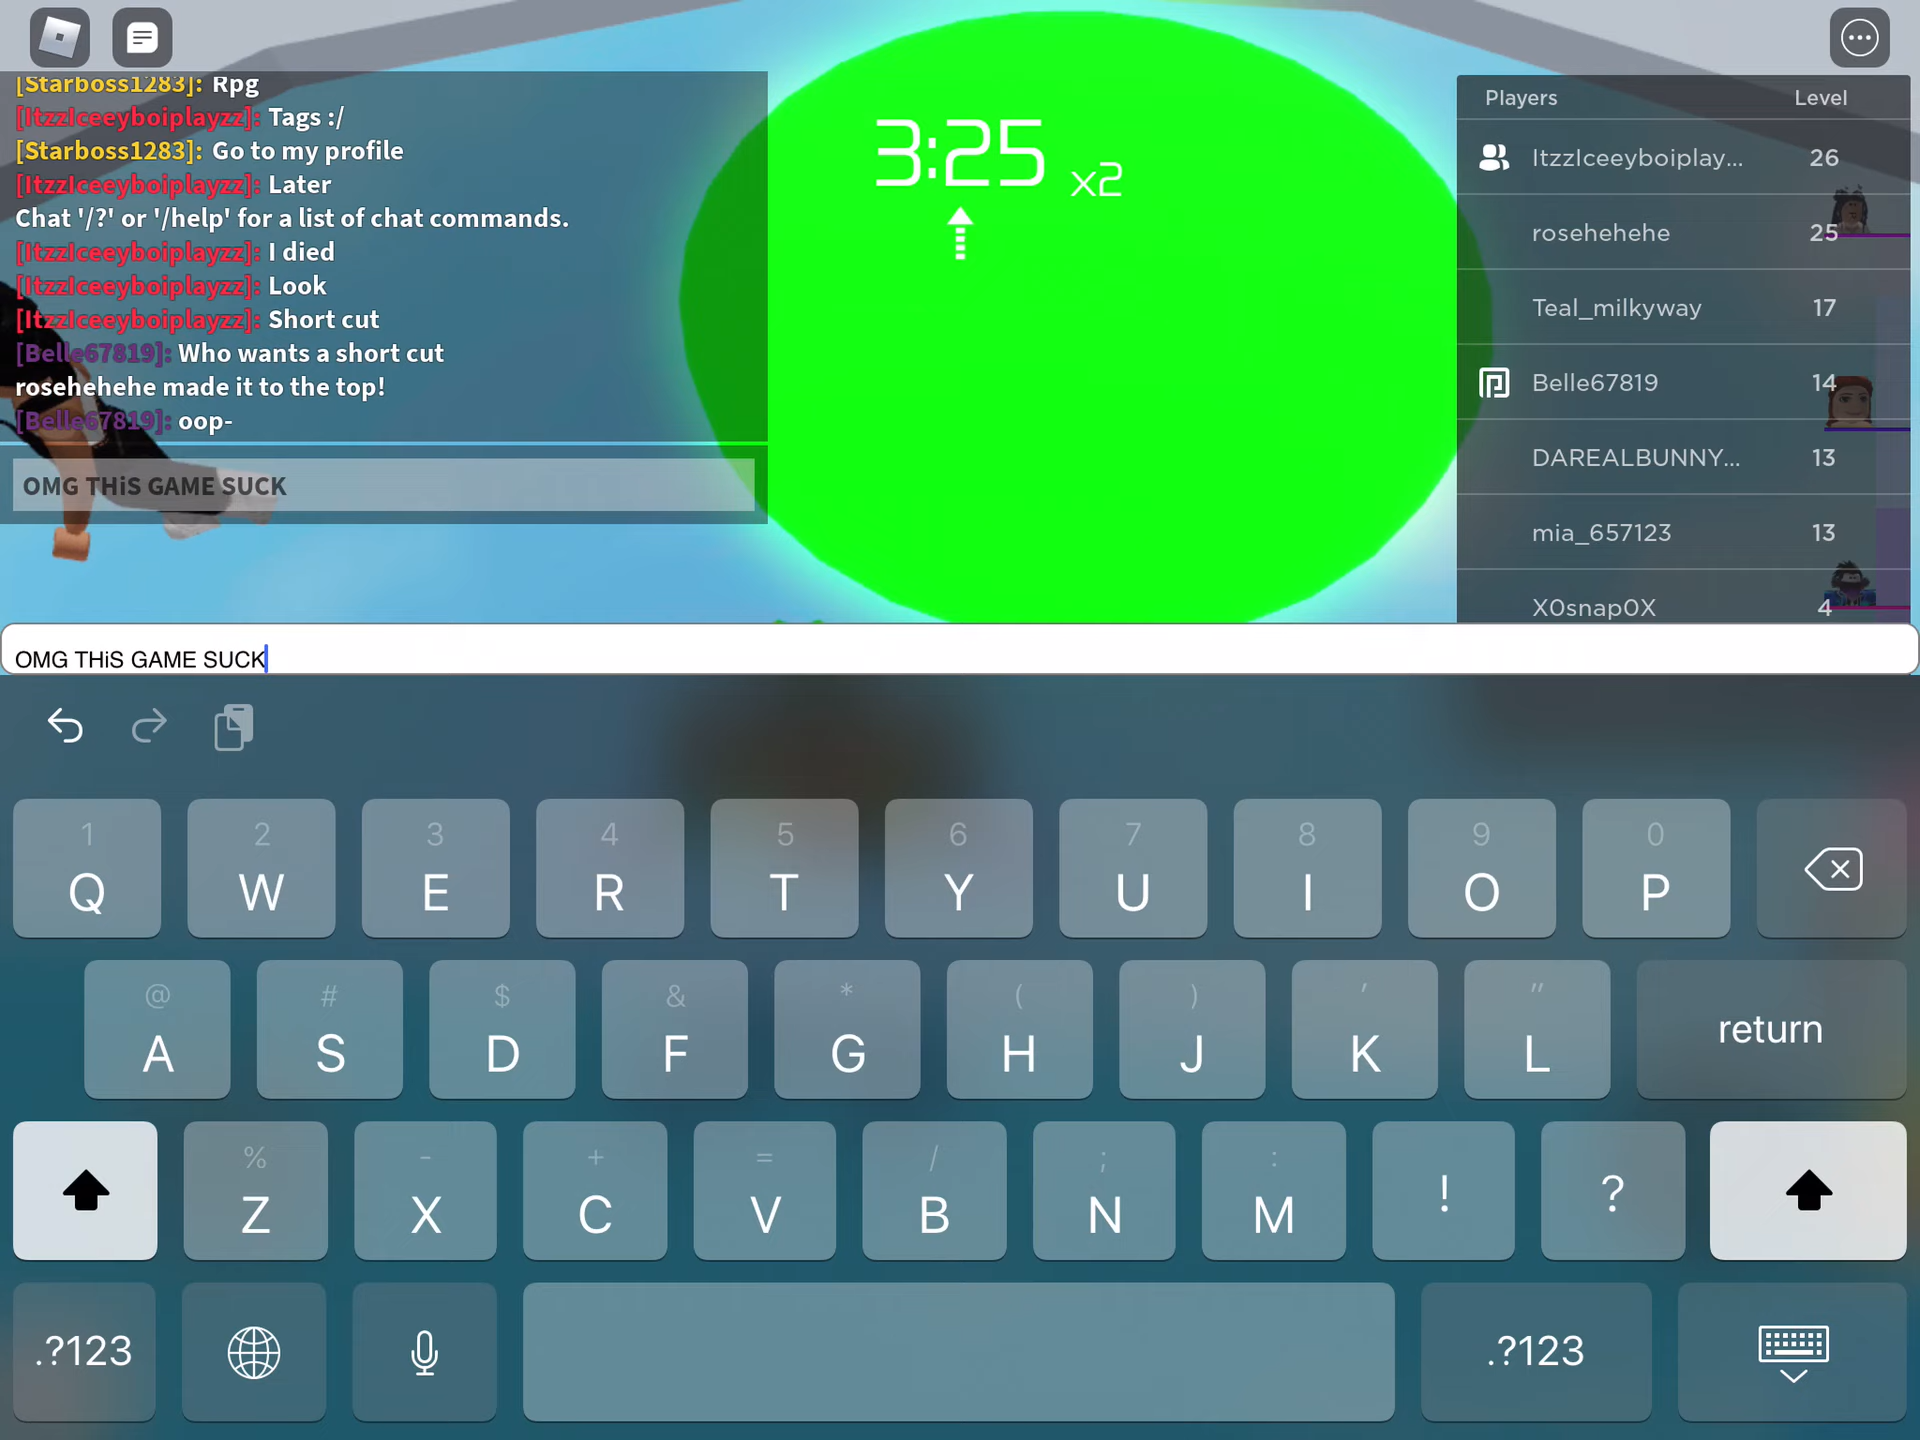 [Starboss1283]: Rpg
[ItzzIceeyboiplayzz]: Tags :/
[Starboss1283]: Go to my profile
[ItzzIceeyboiplayzz]: Later
Chat '/?' or '/help' for a list of chat commands.
[ItzzIceeyboiplayzz]: I died
[ItzzIceeyboiplayzz]: Look
[ItzzIceeyboiplayzz]: Short cut
[Belle67819]: Who wants a short cut
rosehehehe made it to the top!
[Belle67819]: oop-
OMG THiS GAME SUCK
3:25 x2
Players Level
ItzzIceeyboiplay... 26
rosehehehe 25
Teal_milkyway 17
Belle67819 14
DAREALBUNNY... 13
mia_657123 13
X0snap0X 4
OMG THiS GAME SUCK
1 2 3 4 5 6 7 8 9 0
Q W E R T Y U I O P
@ # $ & * ( ) ' "
A S D F G H J K L return
% - + = / ; :
Z X C V B N M ! ?
.?123 .?123